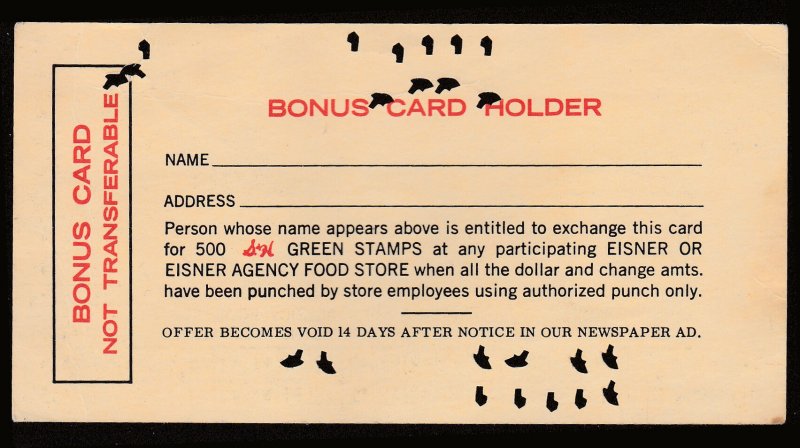 BONUS CARD
NOT TRANSFERABLE
BONUS CARD HOLDER
NAME
ADDRESS
Person whose name appears above is entitled to exchange this card
for 500 S&H GREEN STAMPS at any participating EISNER OR
EISNER AGENCY FOOD STORE when all the dollar and change amts.
have been punched by store employees using authorized punch only.
OFFER BECOMES VOID 14 DAYS AFTER NOTICE IN OUR NEWSPAPER AD.